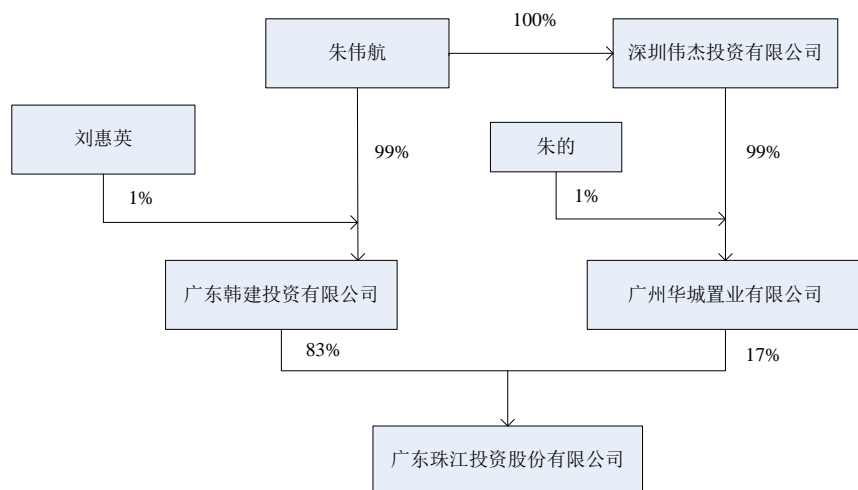 100%
朱伟航
深圳伟杰投资有限公司
刘惠英
99%
朱的
99%
1%
1%
广东韩建投资有限公司
广州华城置业有限公司
83%
17%
广东珠江投资股份有限公司